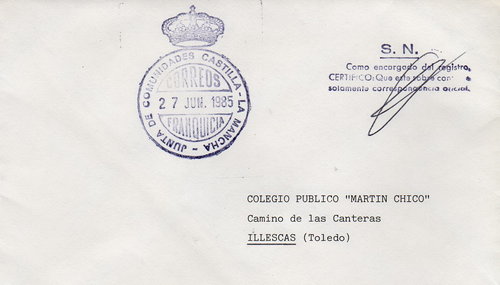 JUNTA DE COMUNIDADES CASTILLA-LA MANCHA
CORREOS
27 JUN. 1985
FRANQUICIA
S. N.
Como encargado del registro,
CERTIFICO: Que este sobre contiene
solamente correspondencia oficial.
COLEGIO PUBLICO "MARTIN CHICO"
Camino de las Canteras
ILLESCAS (Toledo)